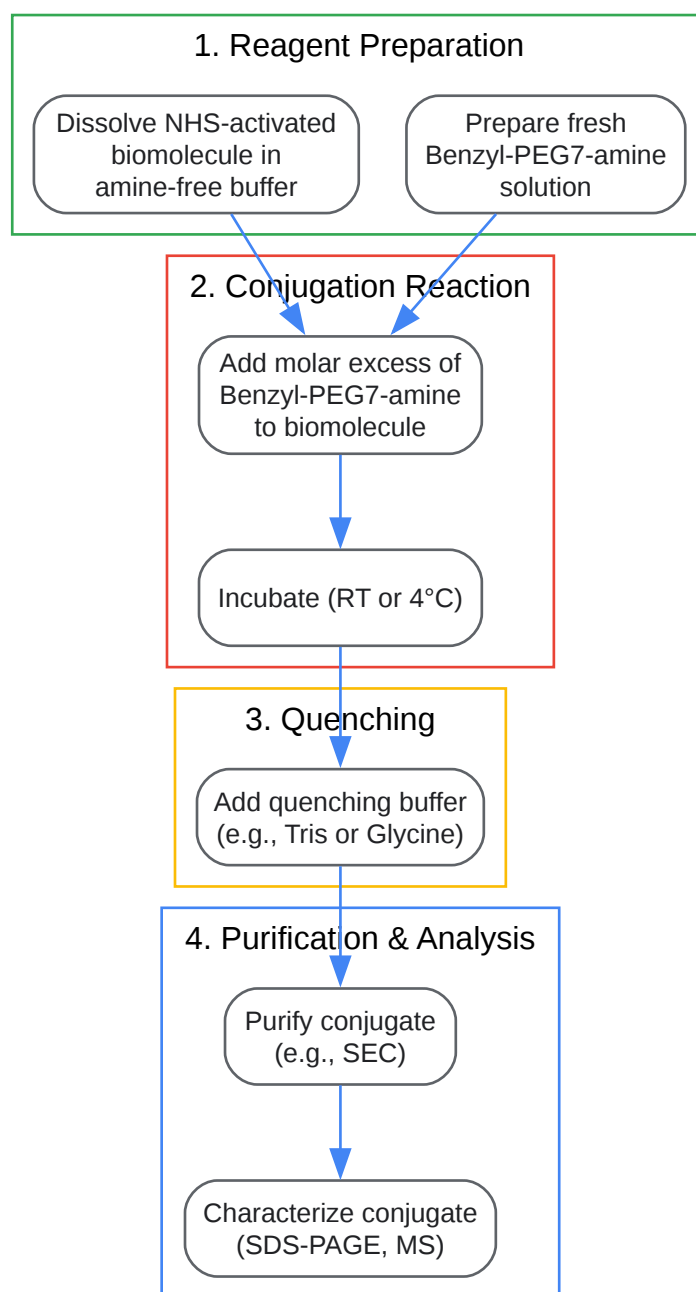 1. Reagent Preparation
Dissolve NHS-activated
biomolecule in
amine-free buffer
Prepare fresh
Benzyl-PEG7-amine
solution
2. Conjugation Reaction
Add molar excess of
Benzyl-PEG7-amine
to biomolecule
Incubate (RT or 4°C)
3. Quenching
Add quenching buffer
(e.g., Tris or Glycine)
4. Purification & Analysis
Purify conjugate
(e.g., SEC)
Characterize conjugate
(SDS-PAGE, MS)